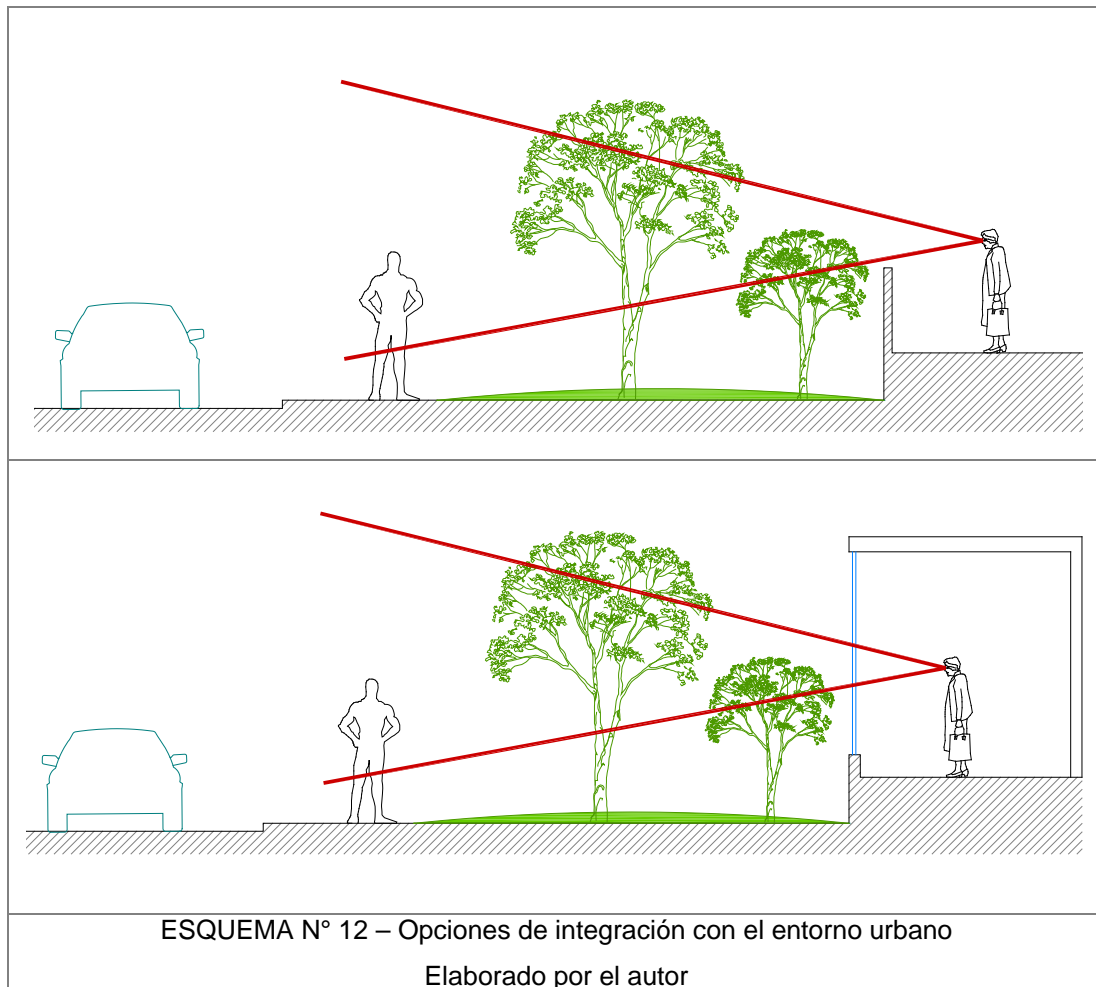 ESQUEMA N° 12 – Opciones de integración con el entorno urbano
Elaborado por el autor